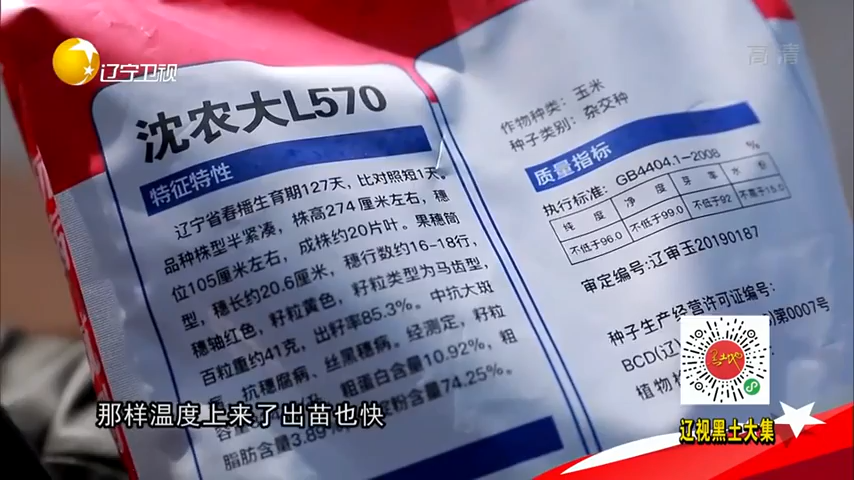 辽宁卫视
高清
沈农大L570
特征特性
辽宁省春播生育期127天，比对照短1天。
品种株型半紧凑，株高274厘米左右，穗
位105厘米左右，成株约20片叶。果穗筒
型，穗长约20.6厘米，穗行数约16-18行，
穗轴红色，籽粒黄色，籽粒类型为马齿型，
百粒重约41克，出籽率85.3%。中抗大斑
抗穗腐病、丝黑穗病。经测定，籽粒
容 粗蛋白含量10.92%，粗
脂肪含量3.89% 淀粉含量74.25%。
作物种类：玉米
种子类别：杂交种
质量指标
执行标准：GB4404.1-2008 %
纯度 净度 芽率 水份
不低于96.0 不低于99.0 不低于92 不高于13.0
审定编号:辽审玉20190187
种子生产经营许可证编号:
BCD(辽) )第0007号
植物
那样温度上来了出苗也快
黑土地
辽视黑土大集